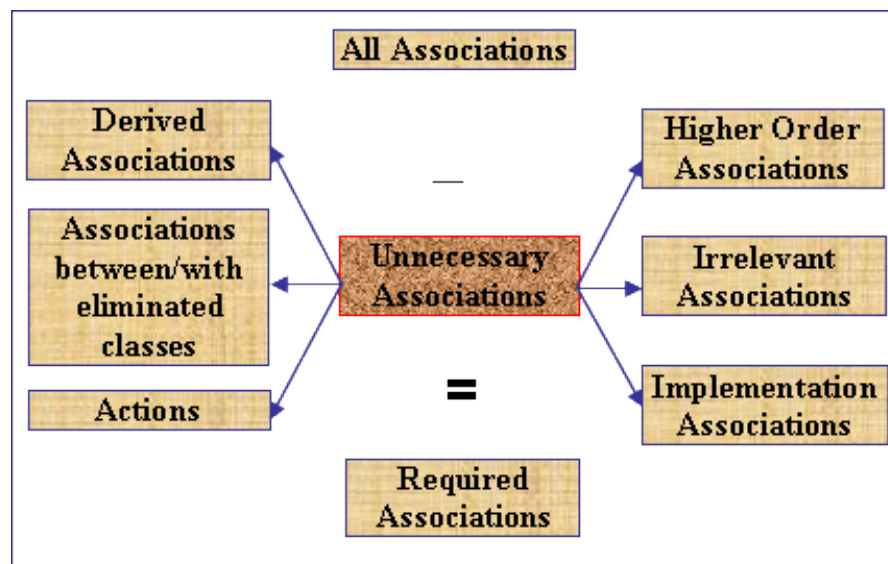 All Associations
Derived
Associations
Higher Order
Associations
—
Associations
between/with
eliminated
classes
Unnecessary
Associations
Irrelevant
Associations
=
Actions
Implementation
Associations
Required
Associations